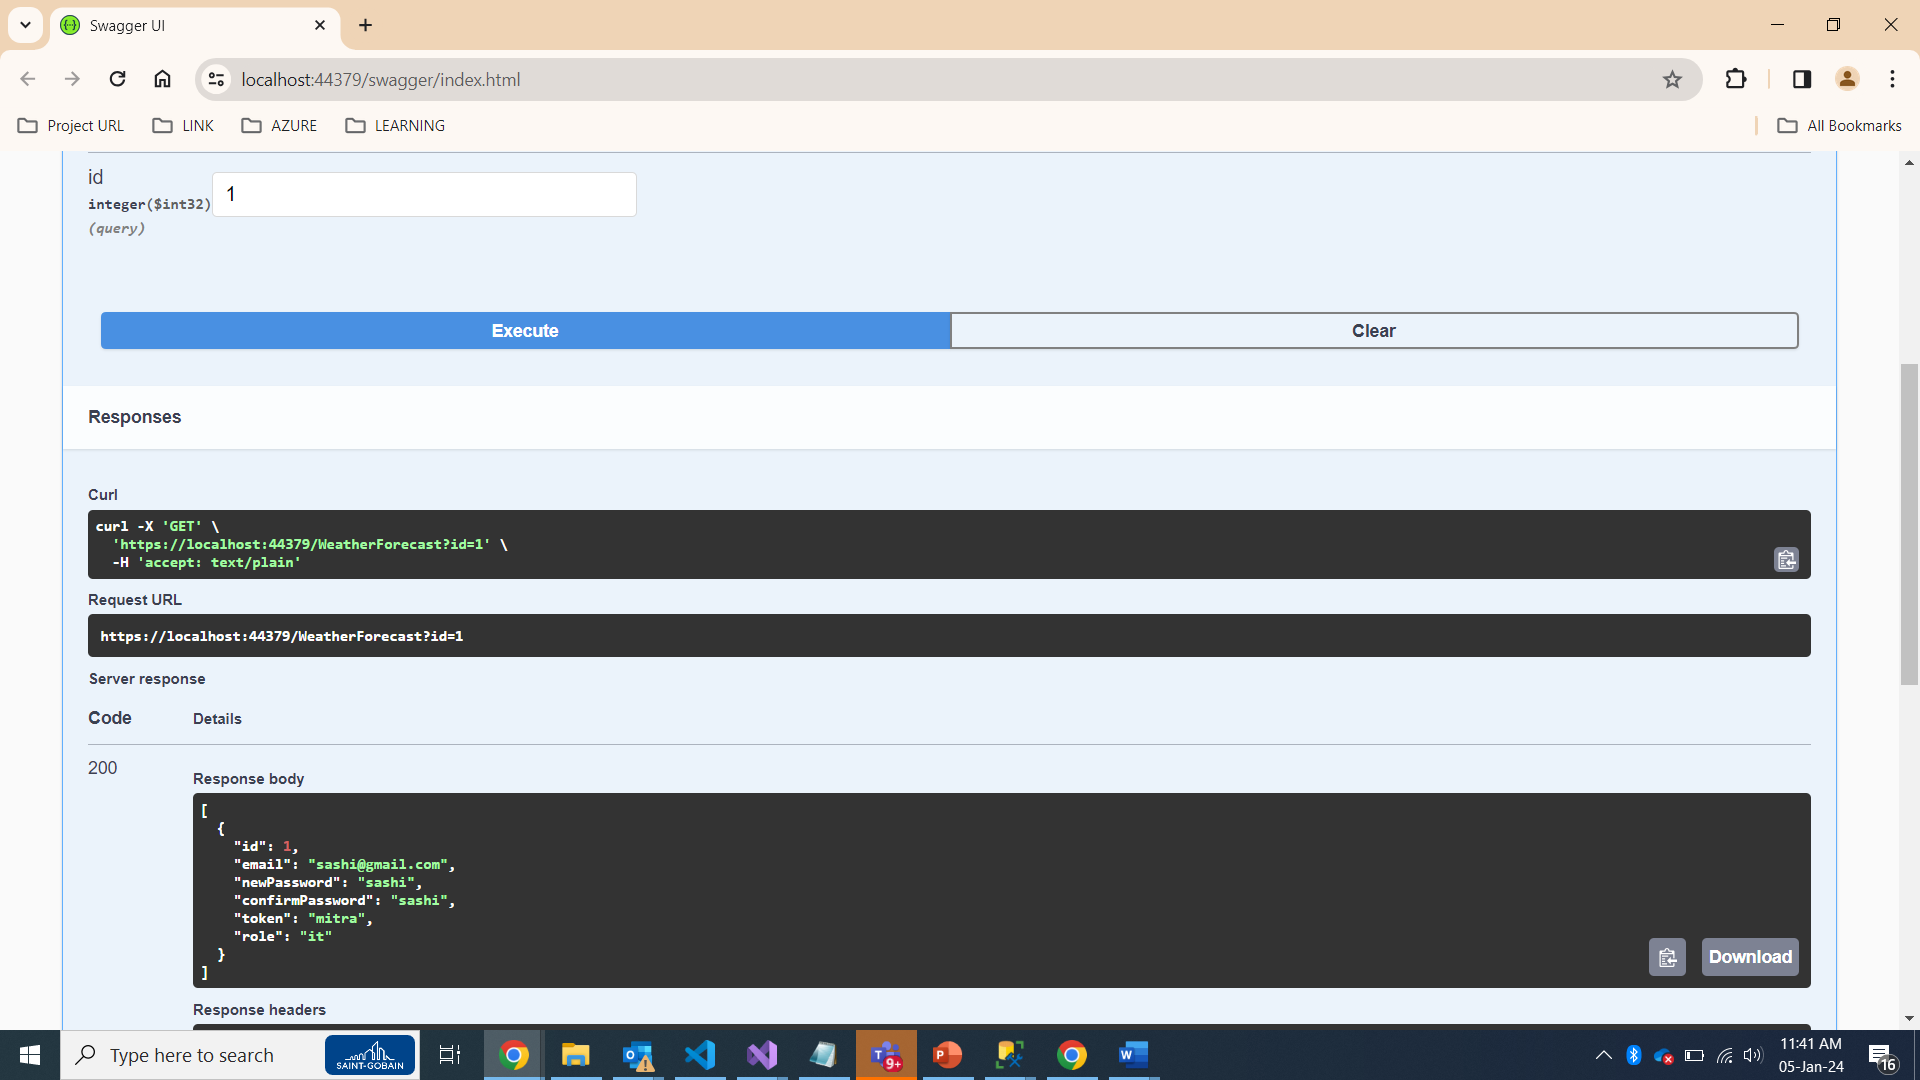 Swagger UI
localhost:44379/swagger/index.html
Project URL LINK AZURE LEARNING All Bookmarks
id 1
integer($int32)
(query)
Execute Clear
Responses
Curl
curl -X 'GET' \
'https://localhost:44379/WeatherForecast?id=1' \
-H 'accept: text/plain'
Request URL
https://localhost:44379/WeatherForecast?id=1
Server response
Code Details
200
Response body
[
{
"id": 1,
"email": "sashi@gmail.com",
"newPassword": "sashi",
"confirmPassword": "sashi",
"token": "mitra",
"role": "it"
}
]
Download
Response headers
Type here to search
SAINT-GOBAIN
T 9+
P
W
11:41 AM
05-Jan-24
16